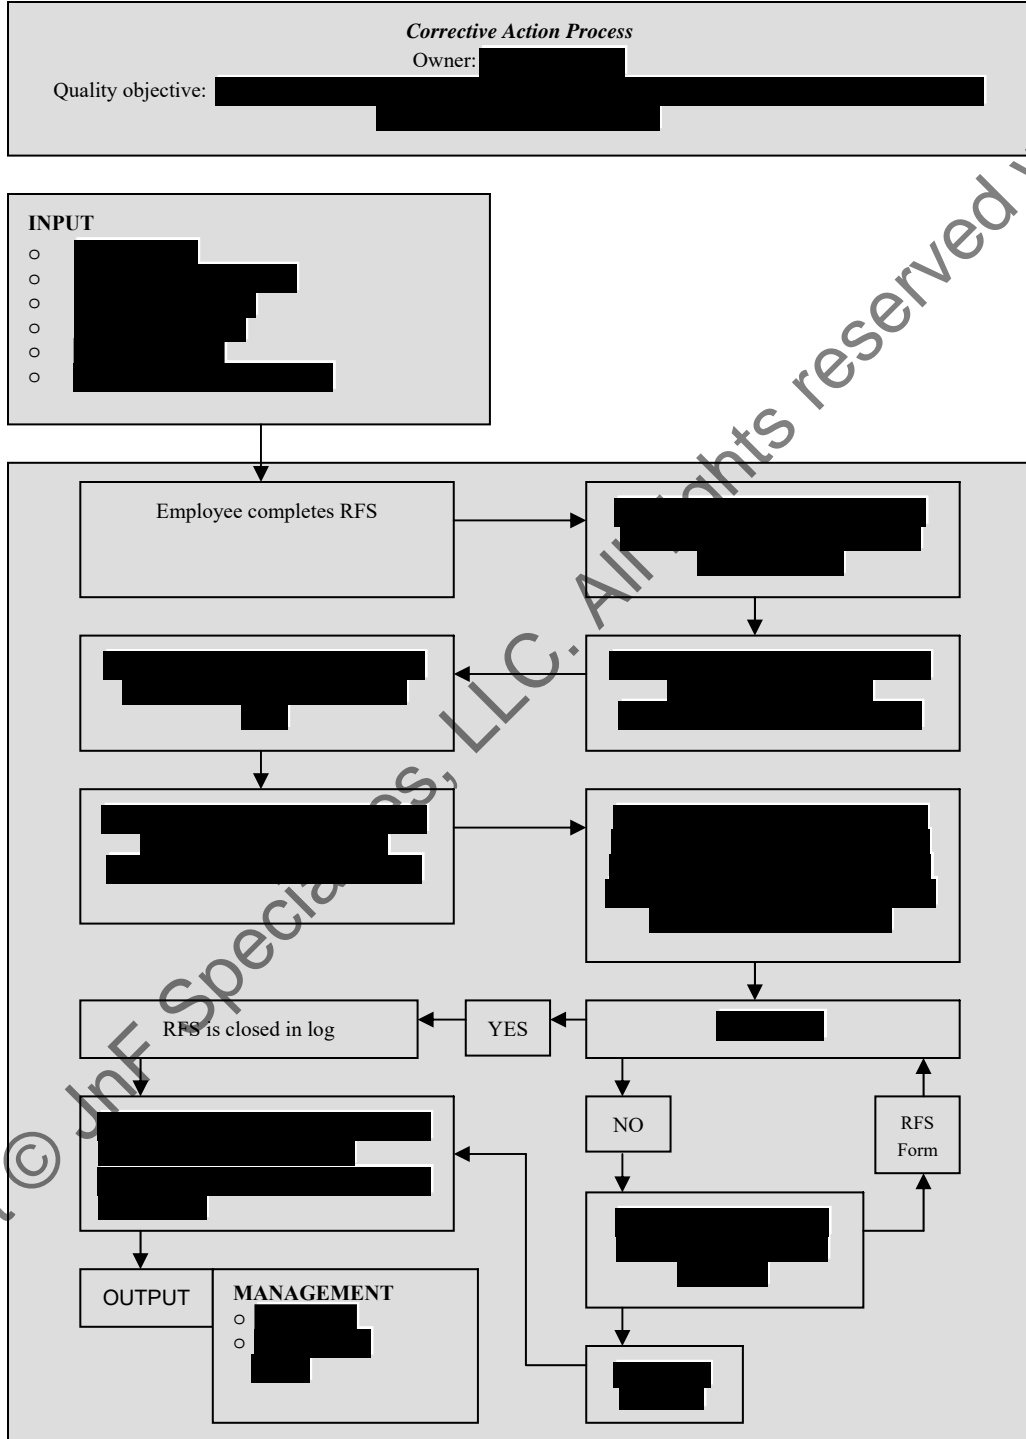 Corrective Action Process
Owner:
Quality objective:
INPUT
Employee completes RFS
RFS is closed in log
YES
NO
RFS
Form
OUTPUT
MANAGEMENT
© JnF Specialties, LLC. All rights reserved